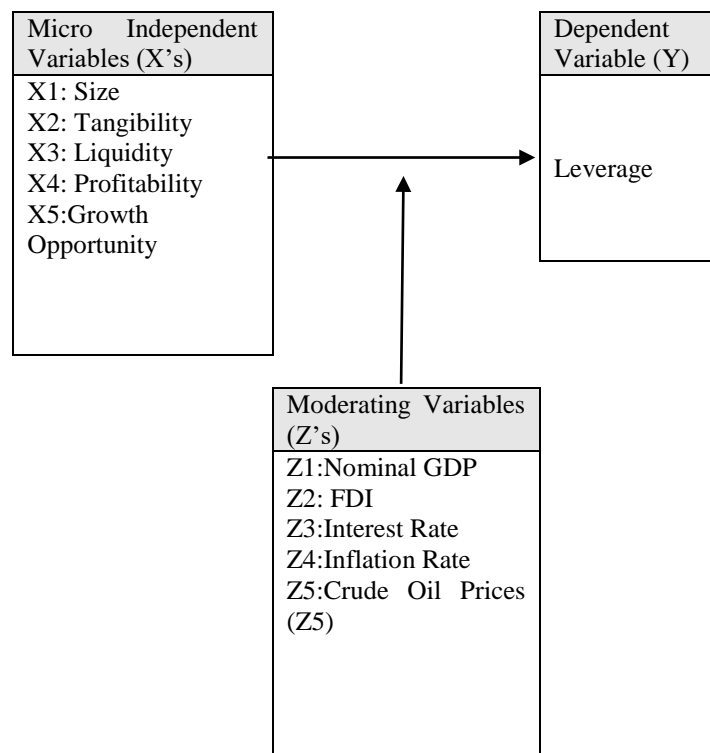 Micro Independent
Variables (X’s)
X1: Size
X2: Tangibility
X3: Liquidity
X4: Profitability
X5:Growth
Opportunity
Dependent
Variable (Y)
Leverage
Moderating Variables
(Z’s)
Z1:Nominal GDP
Z2: FDI
Z3:Interest Rate
Z4:Inflation Rate
Z5:Crude Oil Prices
(Z5)